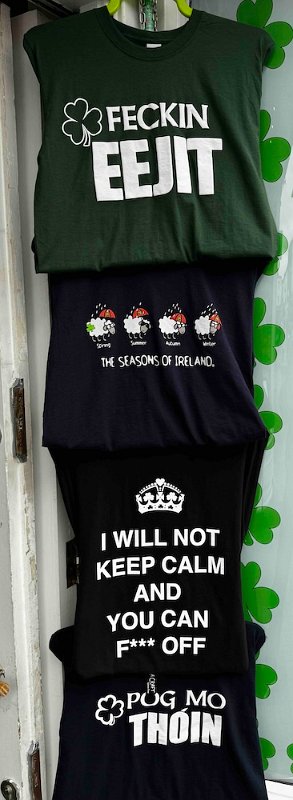 FECKIN
EEJIT
Spring Summer Autumn Winter
THE SEASONS OF IRELAND.
I WILL NOT
KEEP CALM
AND
YOU CAN
F*** OFF
PÓG MO
THÓIN